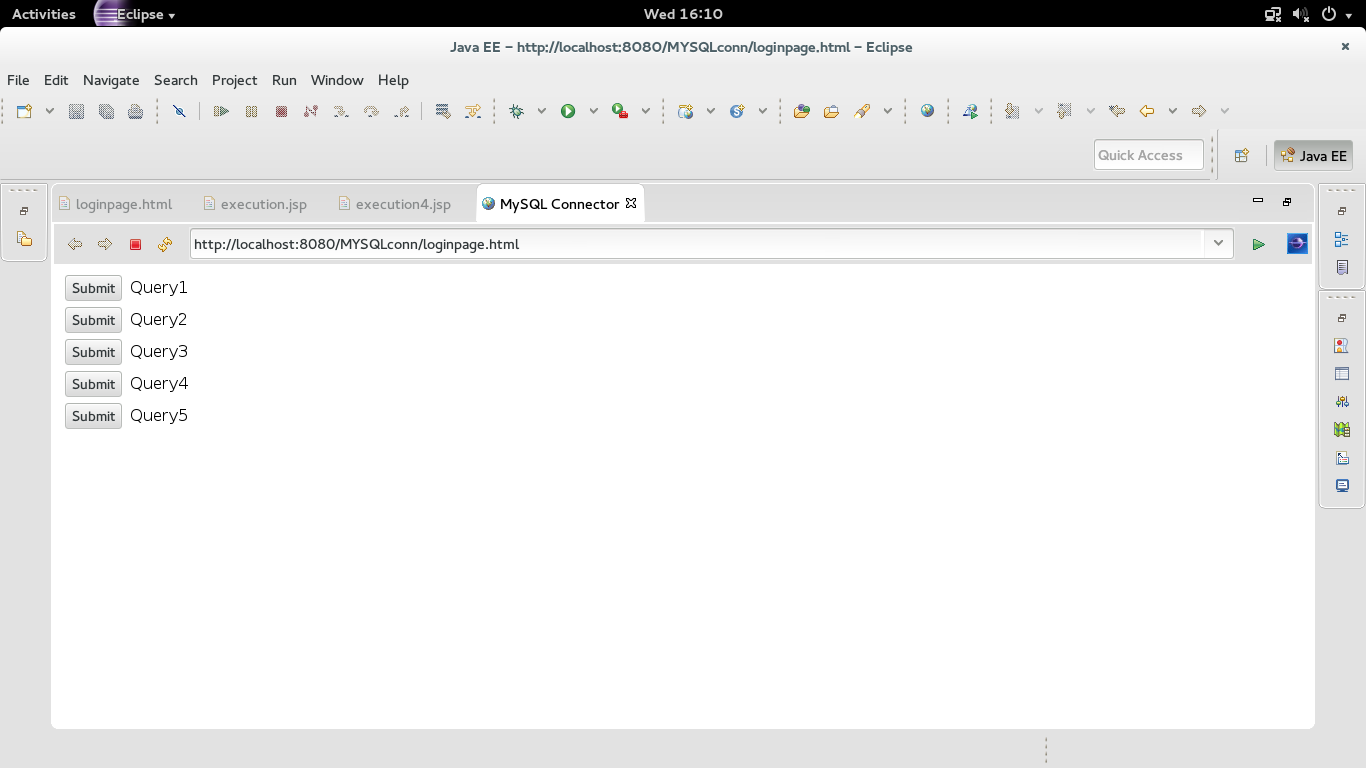 Activities Eclipse Wed 16:10
Java EE – http://localhost:8080/MYSQLconn/loginpage.html – Eclipse
File Edit Navigate Search Project Run Window Help
Quick Access Java EE
loginpage.html execution.jsp execution4.jsp MySQL Connector
http://localhost:8080/MYSQLconn/loginpage.html
Submit Query1
Submit Query2
Submit Query3
Submit Query4
Submit Query5